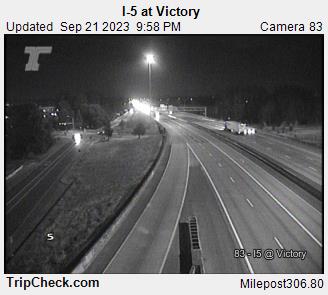 I-5 at Victory
Updated Sep 21 2023 9:58 PM Camera 83
T
S
83 - I5 @ Victory
TripCheck.com Milepost306.80